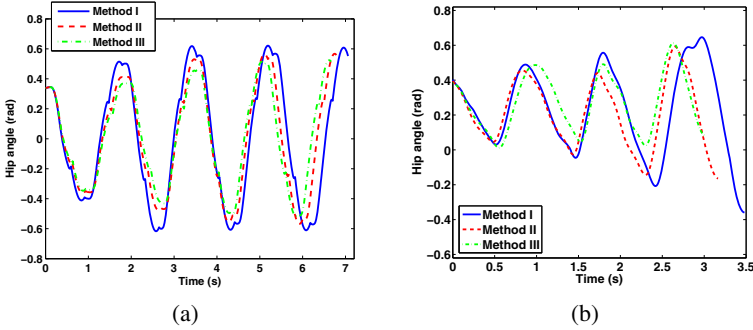 Method I
Method II
Method III
Hip angle (rad)
0.8
0.6
0.4
0.2
0
−0.2
−0.4
−0.6
−0.8
0 1 2 3 4 5 6 7
Time (s)
(a)
Hip angle (rad)
0.8
0.6
0.4
0.2
0
−0.2
−0.4
−0.6
Method I
Method II
Method III
0 0.5 1 1.5 2 2.5 3 3.5
Time (s)
(b)